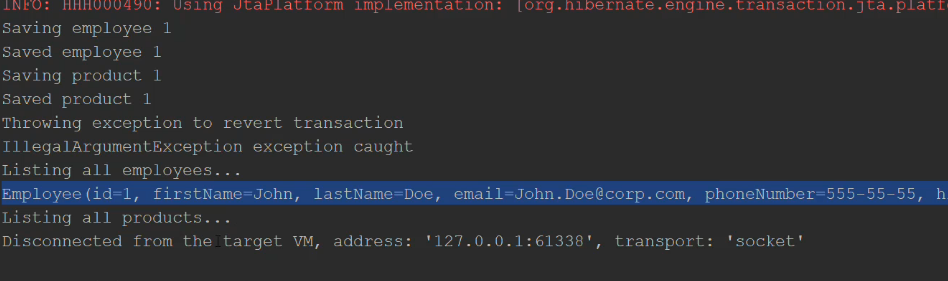 INFO: HHH000490: Using JtaPlatform implementation: [org.hibernate.engine.transaction.jta.platf
Saving employee 1
Saved employee 1
Saving product 1
Saved product 1
Throwing exception to revert transaction
IllegalArgumentException exception caught
Listing all employees...
Employee(id=1, firstName=John, lastName=Doe, email=John.Doe@corp.com, phoneNumber=555-55-55, h
Listing all products...
Disconnected from the target VM, address: '127.0.0.1:61338', transport: 'socket'